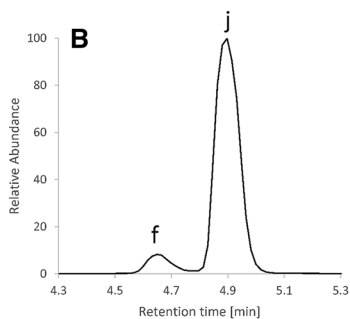 B
j
100
80
60
40
20
0
f
Relative Abundance
4.3 4.5 4.7 4.9 5.1 5.3
Retention time [min]